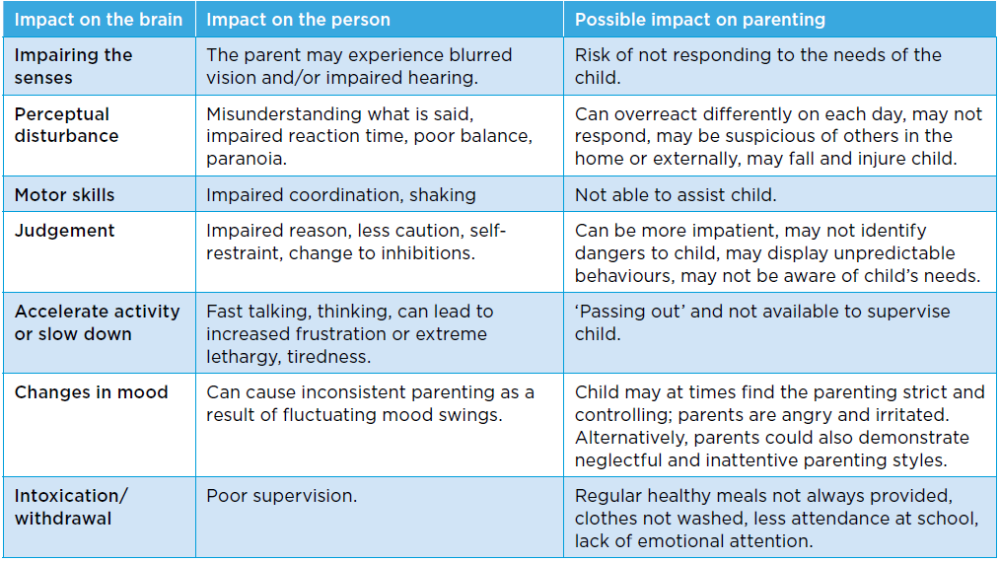 Impact on the brain
Impact on the person
Possible impact on parenting
Impairing the
senses
The parent may experience blurred
vision and/or impaired hearing.
Risk of not responding to the needs of the
child.
Perceptual
disturbance
Misunderstanding what is said,
impaired reaction time, poor balance,
paranoia.
Can overreact differently on each day, may not
respond, may be suspicious of others in the
home or externally, may fall and injure child.
Motor skills
Impaired coordination, shaking
Not able to assist child.
Judgement
Impaired reason, less caution, self-
restraint, change to inhibitions.
Can be more impatient, may not identify
dangers to child, may display unpredictable
behaviours, may not be aware of child’s needs.
Accelerate activity
or slow down
Fast talking, thinking, can lead to
increased frustration or extreme
lethargy, tiredness.
‘Passing out’ and not available to supervise
child.
Changes in mood
Can cause inconsistent parenting as a
result of fluctuating mood swings.
Child may at times find the parenting strict and
controlling; parents are angry and irritated.
Alternatively, parents could also demonstrate
neglectful and inattentive parenting styles.
Intoxication/
withdrawal
Poor supervision.
Regular healthy meals not always provided,
clothes not washed, less attendance at school,
lack of emotional attention.